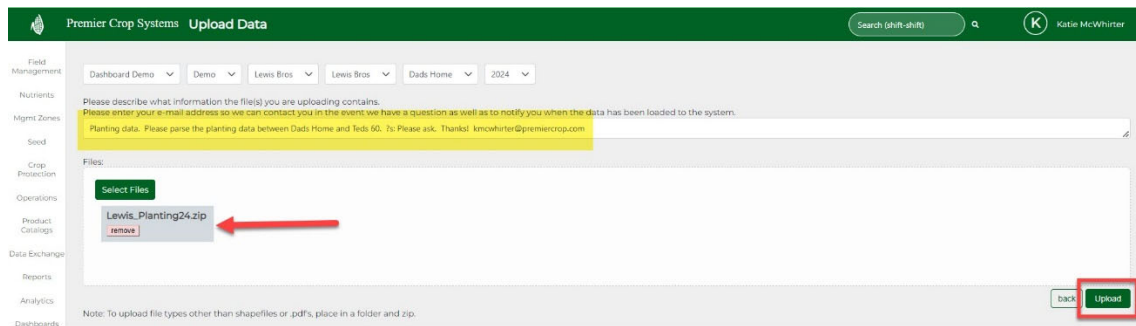 Premier Crop Systems Upload Data
Search (shift-shift)
K Katie McWhirter
Field
Management
Nutrients
Mgmt Zones
Seed
Crop
Protection
Operations
Product
Catalogs
Data Exchange
Reports
Analytics
Dashboards
Dashboard Demo Demo Lewis Bros Lewis Bros Dads Home 2024
Please describe what information the file(s) you are uploading contains.
Please enter your e-mail address so we can contact you in the event we have a question as well as to notify you when the data has been loaded to the system.
Planting data. Please parse the planting data between Dads Home and Teds 60. ?s: Please ask. Thanks! kmcwhirter@premiercrop.com
Files:
Select Files
Lewis_Planting24.zip
remove
back Upload
Note: To upload file types other than shapefiles or .pdf's, place in a folder and zip.